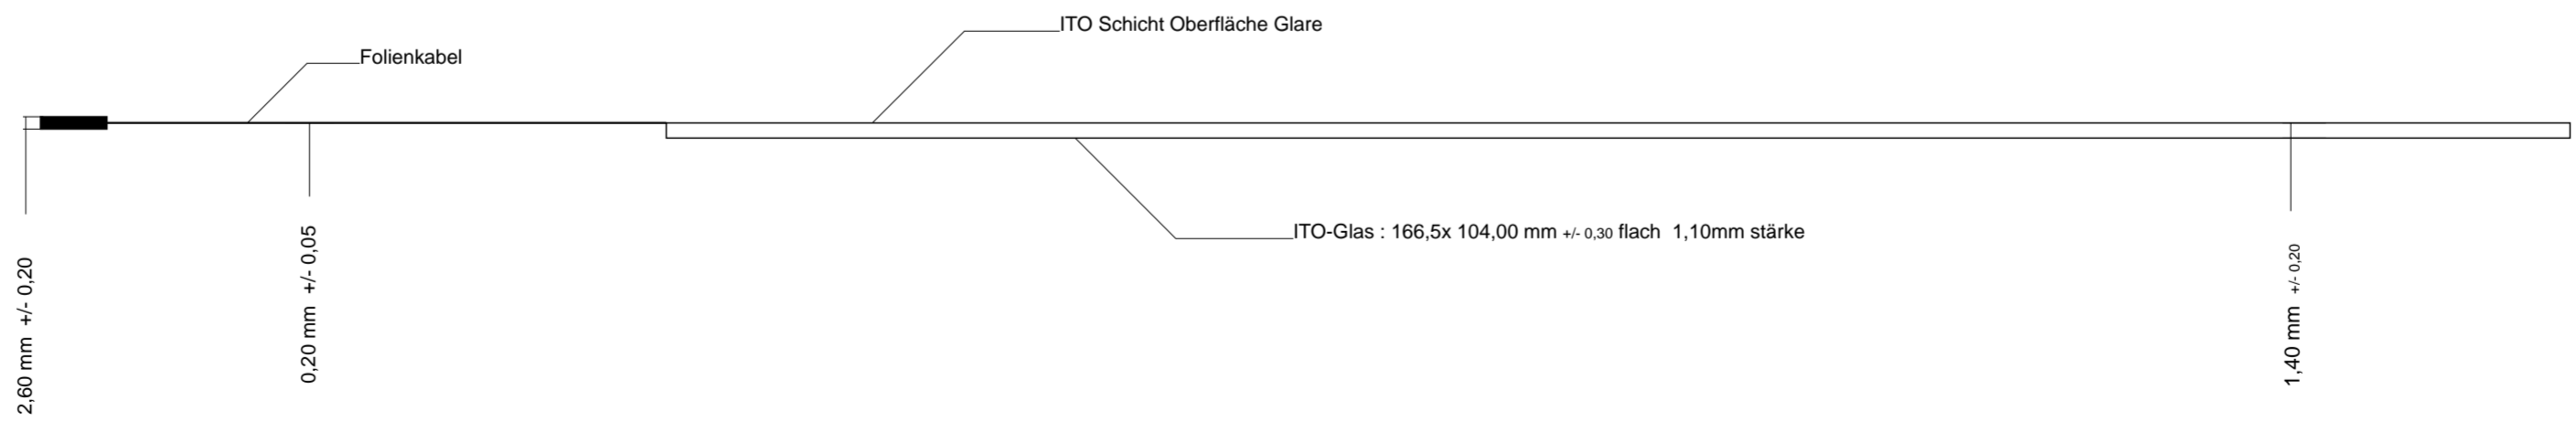 ITO Schicht Oberfläche Glare
Folienkabel
ITO-Glas : 166,5x 104,00 mm +/- 0,30 flach 1,10mm stärke
2,60 mm +/- 0,20
0,20 mm +/- 0,05
1,40 mm +/- 0,20